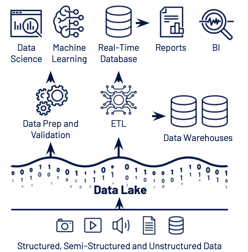 Data Science
Machine Learning
Real-Time Database
Reports
BI
Data Prep and Validation
ETL
Data Warehouses
Data Lake
Structured, Semi-Structured and Unstructured Data